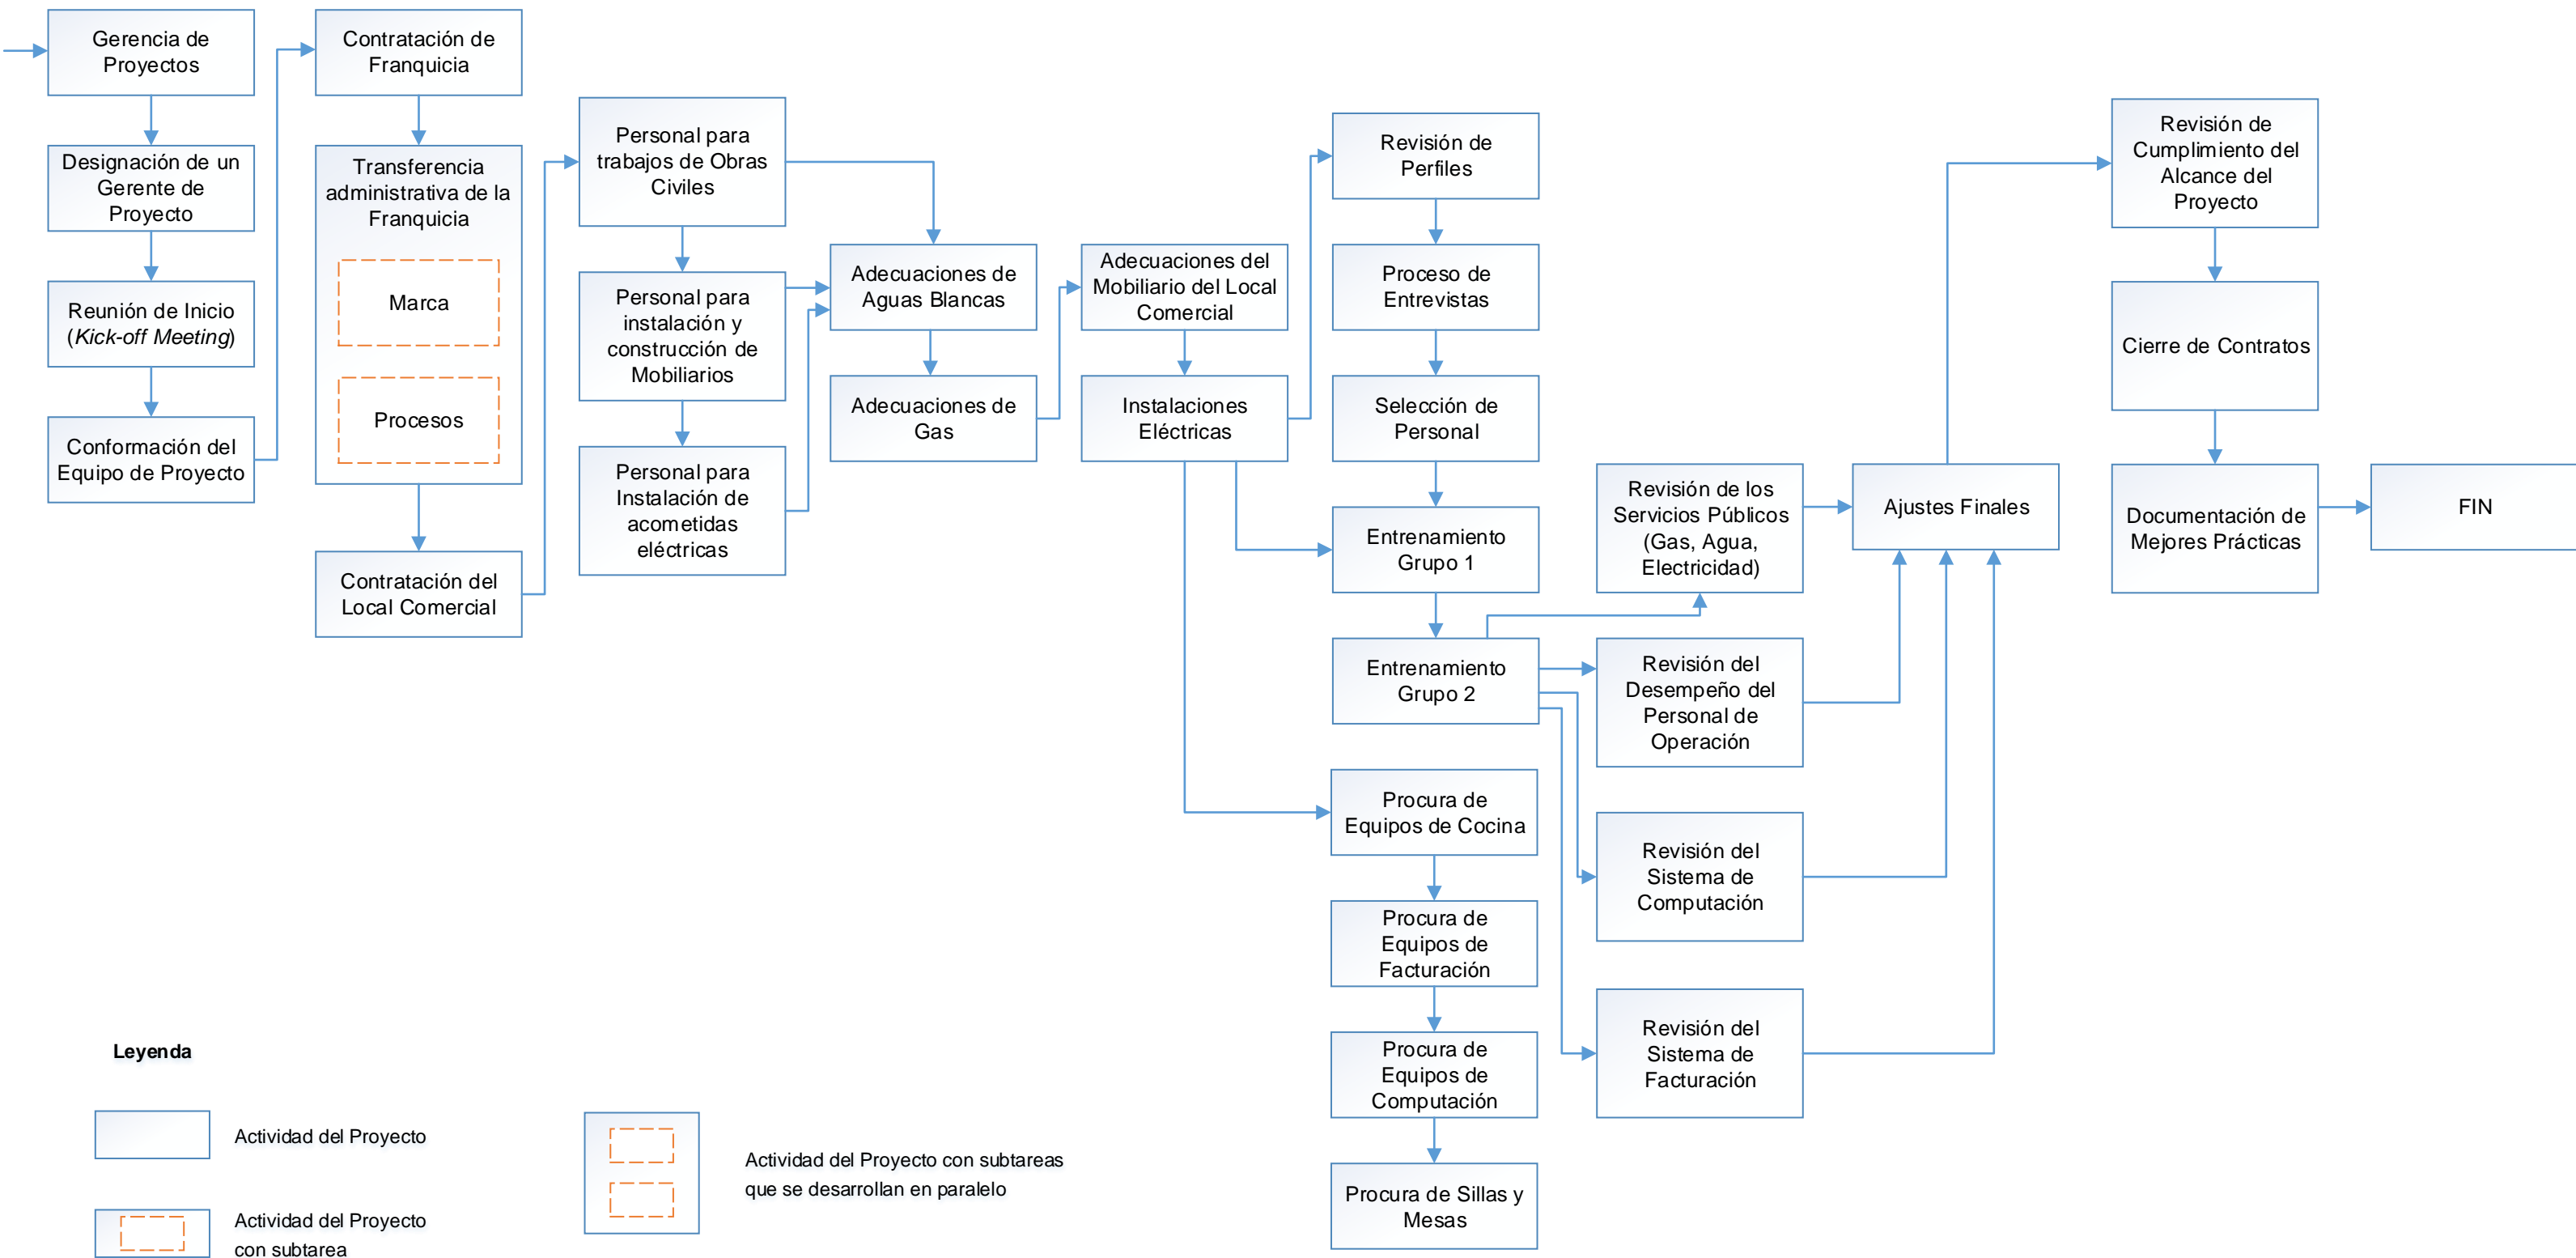 Gerencia de
Proyectos
Designación de un
Gerente de
Proyecto
Reunión de Inicio
(Kick-off Meeting)
Conformación del
Equipo de Proyecto
Contratación de
Franquicia
Transferencia
administrativa de la
Franquicia
Marca
Procesos
Contratación del
Local Comercial
Personal para
trabajos de Obras
Civiles
Personal para
instalación y
construcción de
Mobiliarios
Personal para
Instalación de
acometidas
eléctricas
Adecuaciones de
Aguas Blancas
Adecuaciones de
Gas
Adecuaciones del
Mobiliario del Local
Comercial
Instalaciones
Eléctricas
Revisión de
Perfiles
Proceso de
Entrevistas
Selección de
Personal
Entrenamiento
Grupo 1
Entrenamiento
Grupo 2
Procura de
Equipos de Cocina
Procura de
Equipos de
Facturación
Procura de
Equipos de
Computación
Procura de Sillas y
Mesas
Revisión de los
Servicios Públicos
(Gas, Agua,
Electricidad)
Revisión del
Desempeño del
Personal de
Operación
Revisión del
Sistema de
Computación
Revisión del
Sistema de
Facturación
Ajustes Finales
Revisión de
Cumplimiento del
Alcance del
Proyecto
Cierre de Contratos
Documentación de
Mejores Prácticas
FIN
Leyenda
Actividad del Proyecto
Actividad del Proyecto
con subtarea
Actividad del Proyecto con subtareas
que se desarrollan en paralelo